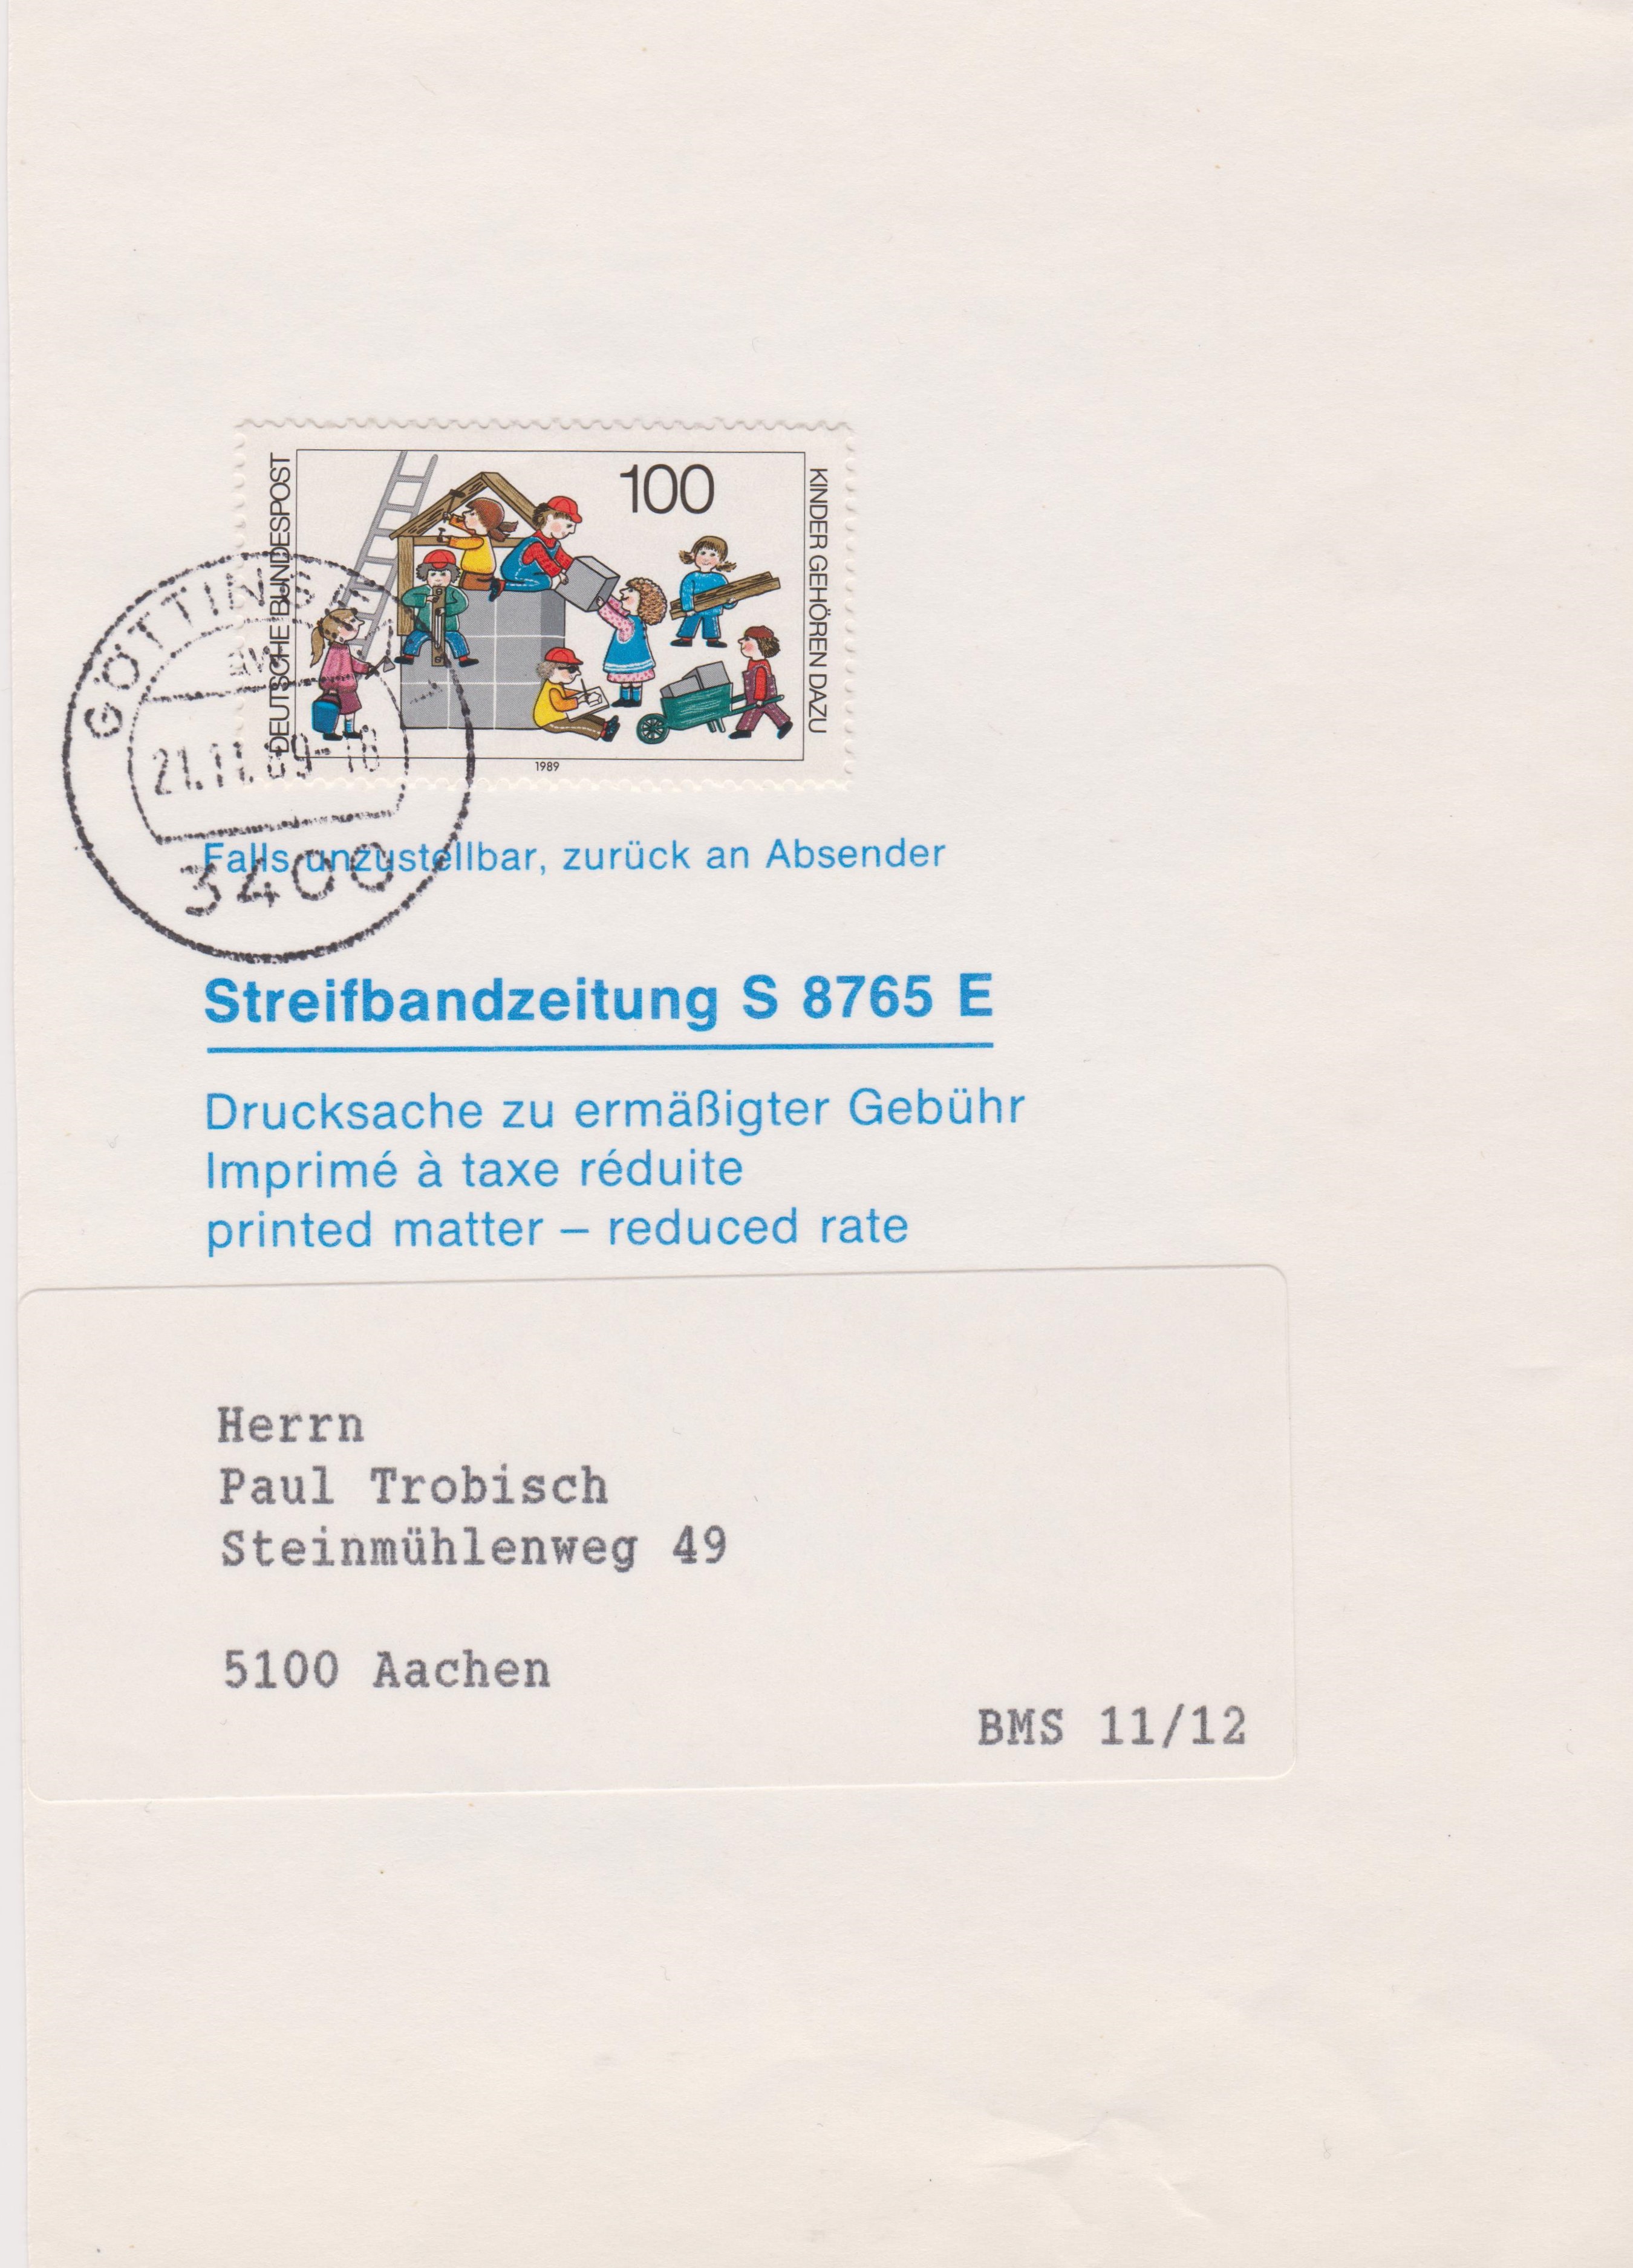 DEUTSCHE BUNDESPOST
100
KINDER GEHÖREN DAZU
1989
GÖTTINGEN
21.11.89-18
3400
Falls unzustellbar, zurück an Absender
Streifbandzeitung S 8765 E
Drucksache zu ermäßigter Gebühr
Imprimé à taxe réduite
printed matter – reduced rate
Herrn
Paul Trobisch
Steinmühlenweg 49
5100 Aachen
BMS 11/12